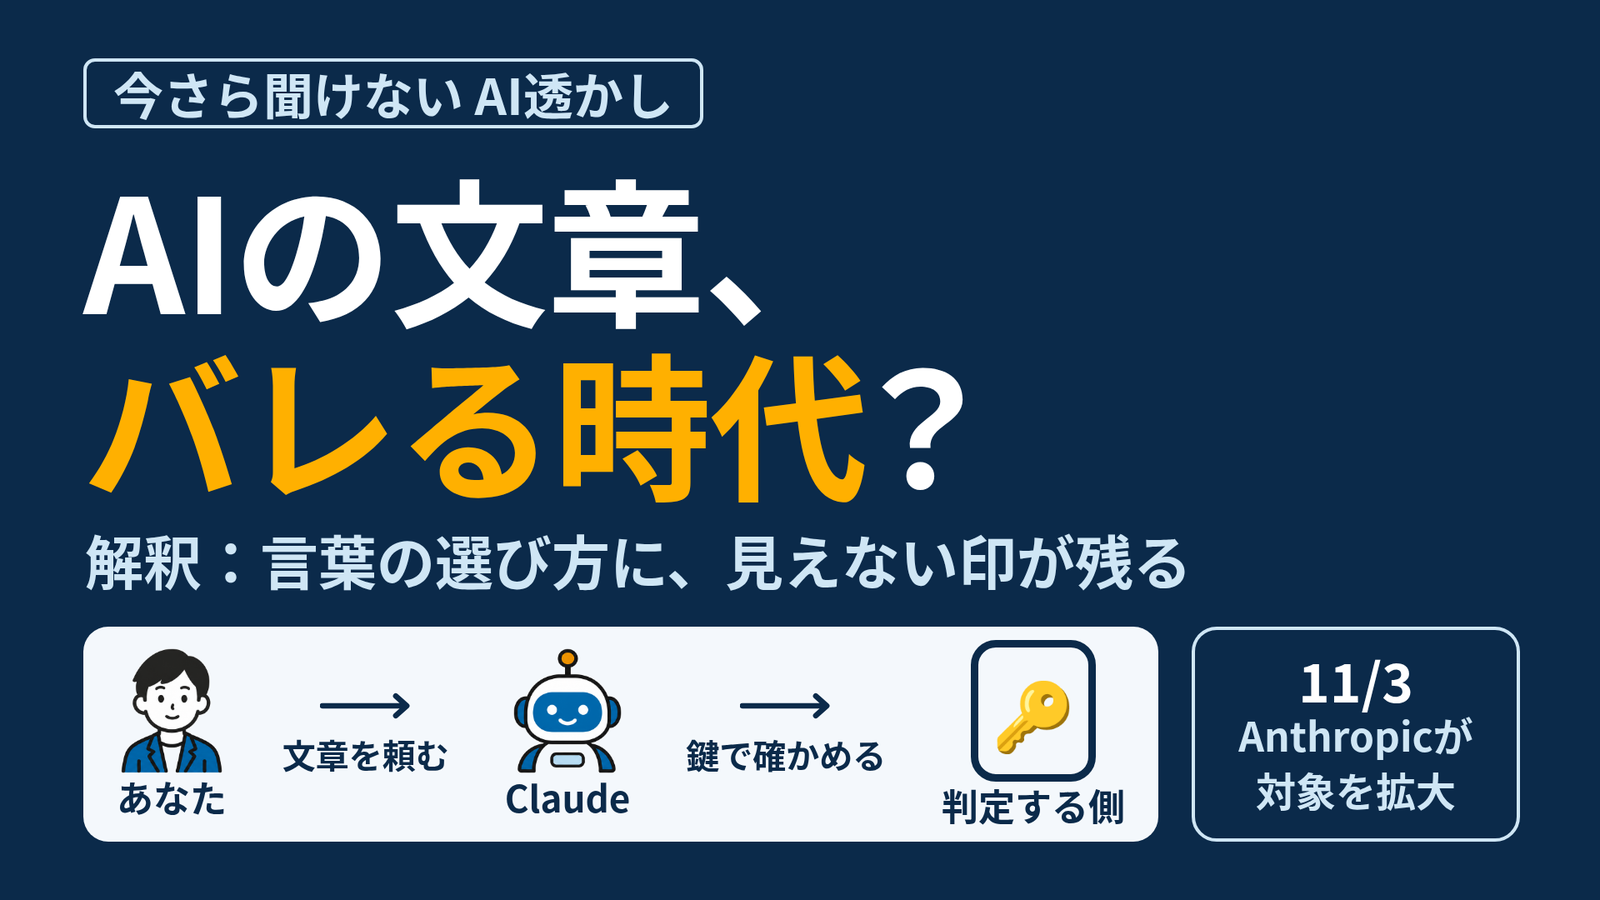 今さら聞けない AI透かし
AIの文章、
バレる時代？
解釈：言葉の選び方に、見えない印が残る
あなた
文章を頼む
Claude
鍵で確かめる
判定する側
11/3
Anthropicが
対象を拡大